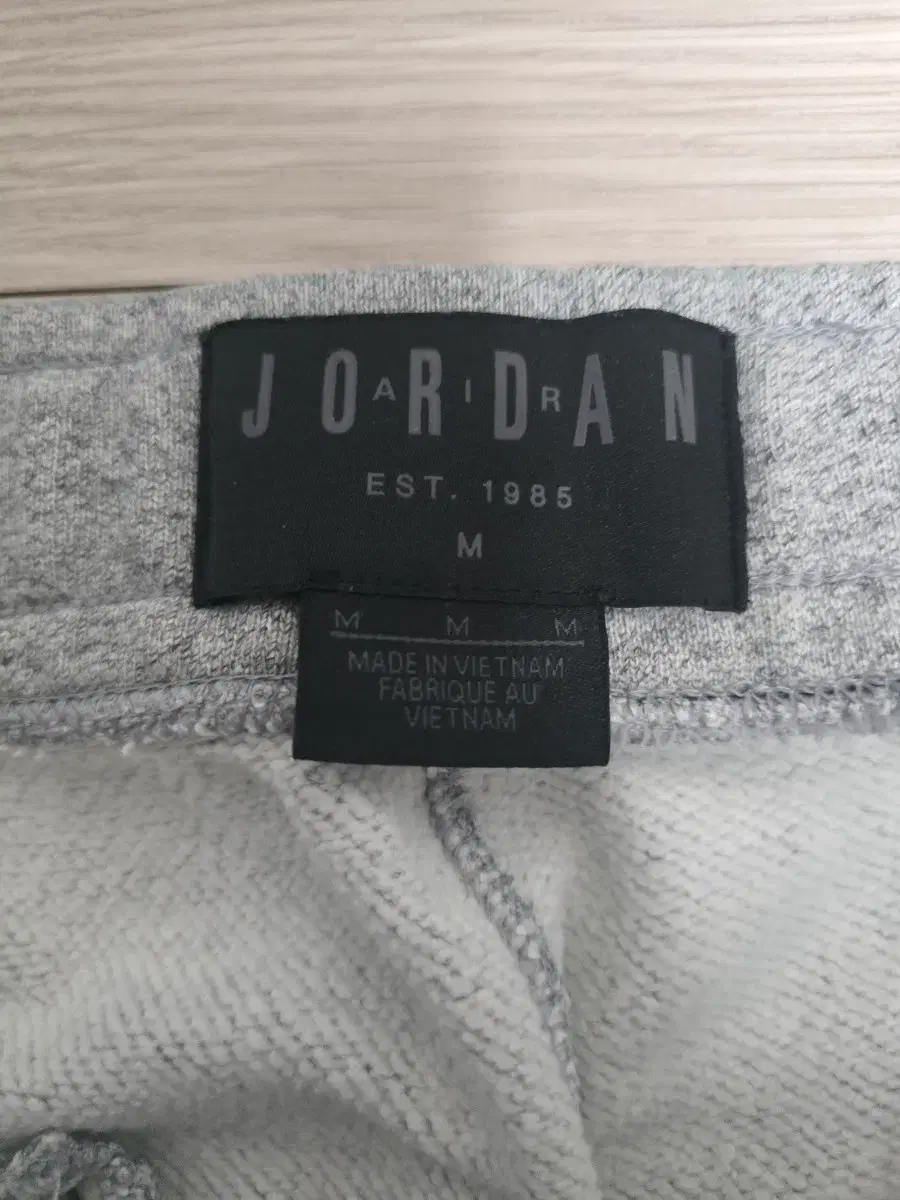 JORDAN
AIR
EST. 1985
M
M M M
MADE IN VIETNAM
FABRIQUE AU
VIETNAM